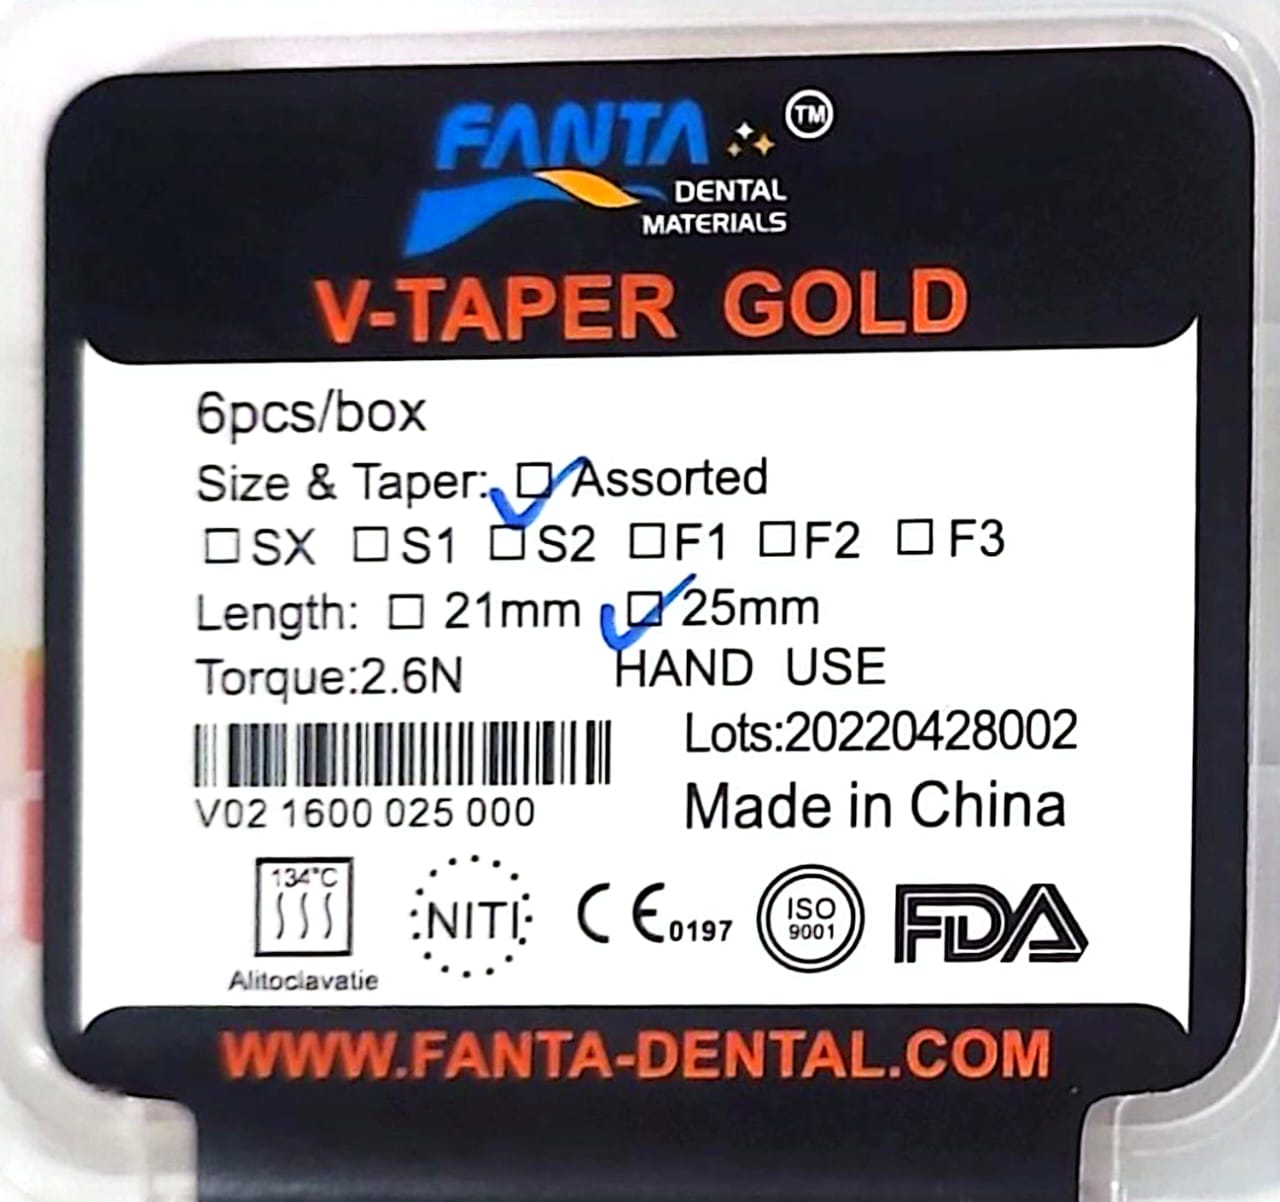 FANTA TM
DENTAL
MATERIALS
V-TAPER GOLD
6pcs/box
Size & Taper: ☐ Assorted
☐ SX ☐ S1 ☐ S2 ☐ F1 ☐ F2 ☐ F3
Length: ☐ 21mm ☐ 25mm
Torque:2.6N HAND USE
Lots:20220428002
V02 1600 025 000
Made in China
134°C
Alitoclavatie
NITI
CE 0197
ISO
9001
FDA
WWW.FANTA-DENTAL.COM